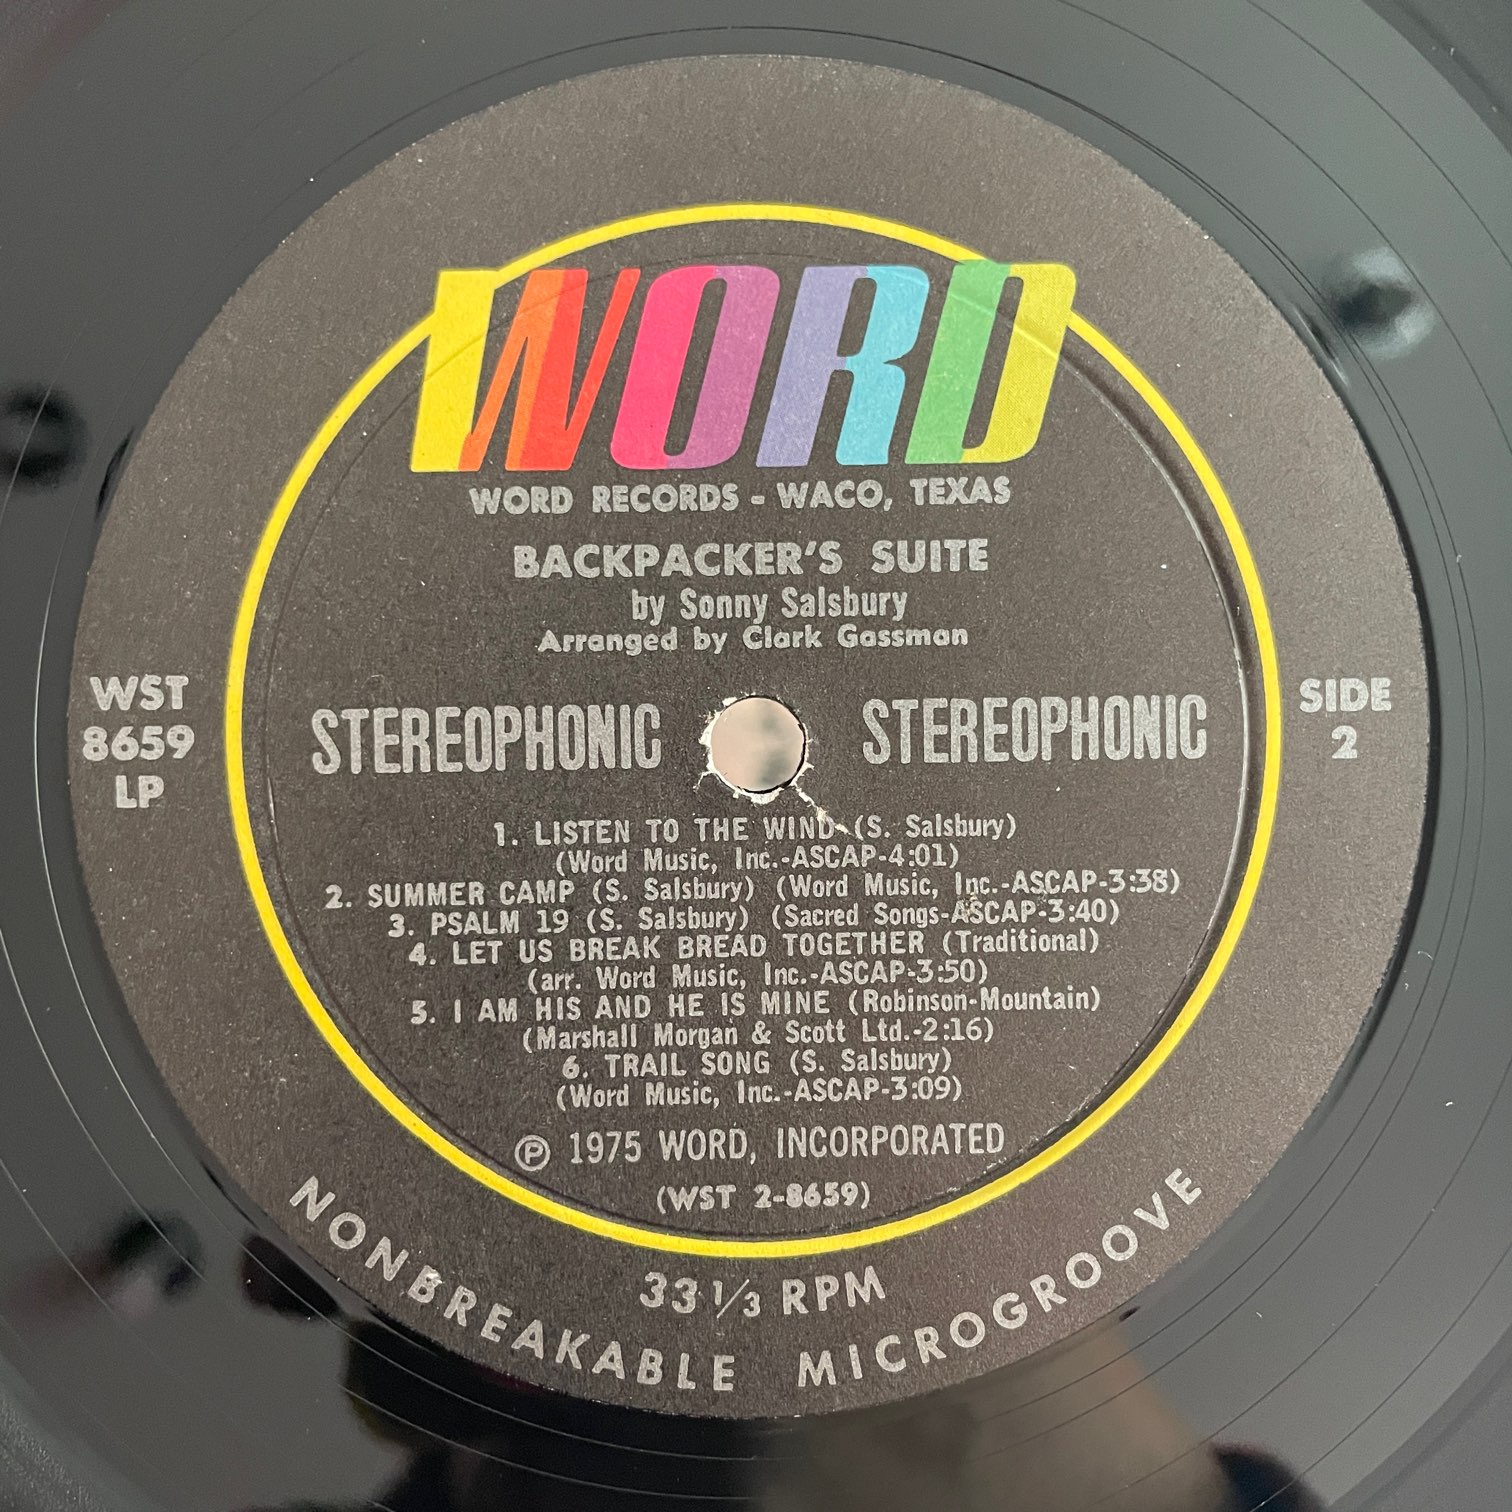 WORD
WORD RECORDS - WACO, TEXAS
BACKPACKER'S SUITE
by Sonny Salsbury
Arranged by Clark Gassman
WST
8659
LP
STEREOPHONIC
STEREOPHONIC
SIDE
2
1. LISTEN TO THE WIND (S. Salsbury)
(Word Music, Inc.-ASCAP-4:01)
2. SUMMER CAMP (S. Salsbury) (Word Music, Inc.-ASCAP-3:38)
3. PSALM 19 (S. Salsbury) (Sacred Songs-ASCAP-3:40)
4. LET US BREAK BREAD TOGETHER (Traditional)
(arr. Word Music, Inc.-ASCAP-3:50)
5. I AM HIS AND HE IS MINE (Robinson-Mountain)
(Marshall Morgan & Scott Ltd.-2:16)
6. TRAIL SONG (S. Salsbury)
(Word Music, Inc.-ASCAP-3:09)
Ⓟ 1975 WORD, INCORPORATED
(WST 2-8659)
33 1/3 RPM
NONBREAKABLE MICROGROOVE